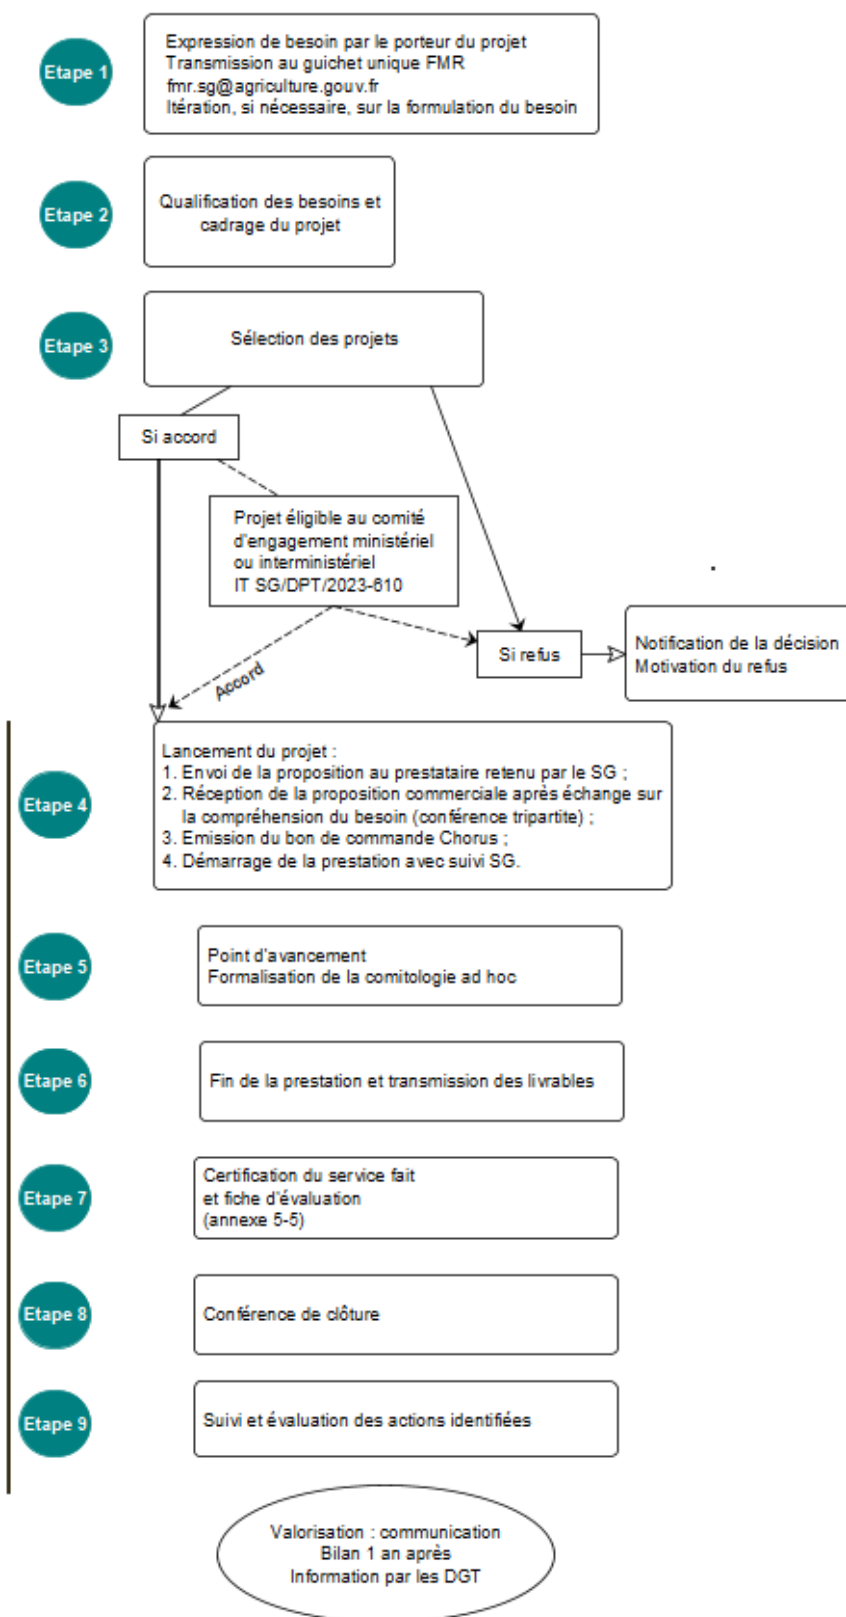 Etape 1
Expression de besoin par le porteur du projet
Transmission au guichet unique FMR
fmr.sg@agriculture.gouv.fr
Itération, si nécessaire, sur la formulation du besoin
Etape 2
Qualification des besoins et
cadrage du projet
Etape 3
Sélection des projets
Si accord
Projet éligible au comité
d'engagement ministériel
ou interministériel
IT SG/DPT/2023-610
Si refus
Notification de la décision
Motivation du refus
Accord
Etape 4
Lancement du projet :
1. Envoi de la proposition au prestataire retenu par le SG ;
2. Réception de la proposition commerciale après échange sur
la compréhension du besoin (conférence tripartite) ;
3. Emission du bon de commande Chorus ;
4. Démarrage de la prestation avec suivi SG.
Etape 5
Point d'avancement
Formalisation de la comitologie ad hoc
Etape 6
Fin de la prestation et transmission des livrables
Etape 7
Certification du service fait
et fiche d'évaluation
(annexe 5-5)
Etape 8
Conférence de clôture
Etape 9
Suivi et évaluation des actions identifiées
Valorisation : communication
Bilan 1 an après
Information par les DGT